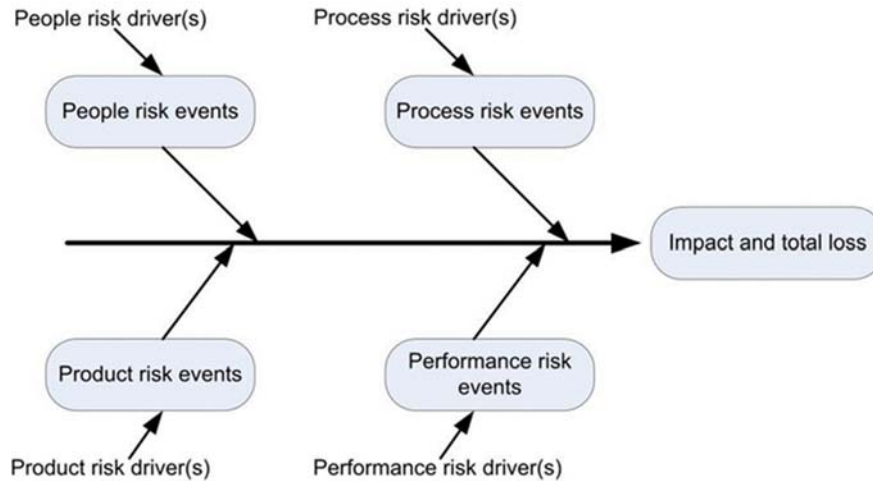 People risk driver(s)
Process risk driver(s)
People risk events
Process risk events
Impact and total loss
Product risk events
Performance risk
events
Product risk driver(s)
Performance risk driver(s)